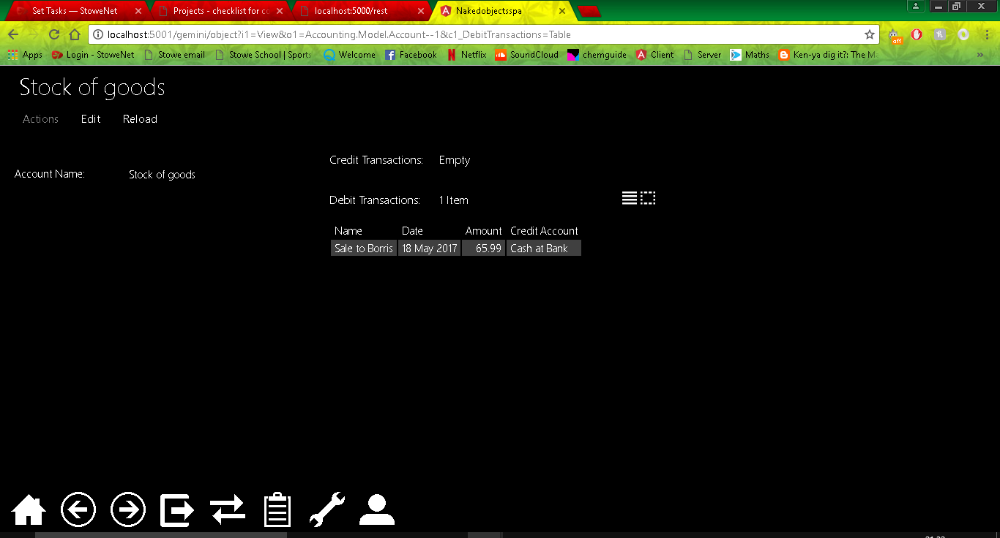 Set Tasks — StoweNet
Projects - checklist for co
localhost:5000/rest
Nakedobjectsspa
localhost:5001/gemini/object?i1=View&o1=Accounting.Model.Account--1&c1_DebitTransactions=Table
off
Apps Login - StoweNet Stowe email Stowe School | Sports Welcome Facebook Netflix SoundCloud chemguide Client Server Maths Ken-ya dig it?: The Ma »
Stock of goods
Actions Edit Reload
Credit Transactions: Empty
Account Name: Stock of goods
Debit Transactions: 1 Item
Name Date Amount Credit Account
Sale to Borris 18 May 2017 65.99 Cash at Bank